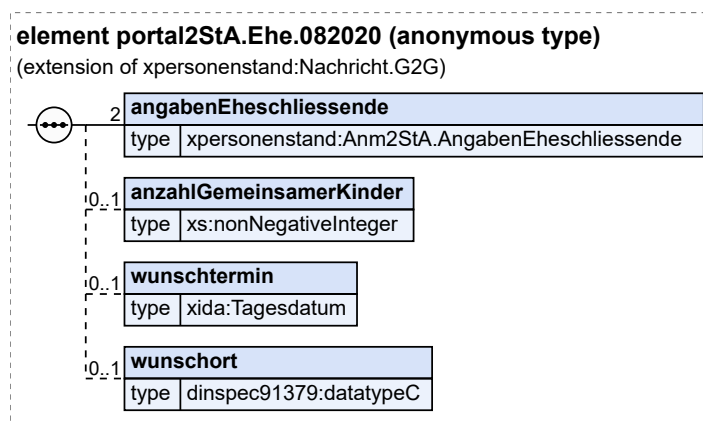 element portal2StA.Ehe.082020 (anonymous type)
(extension of xpersonenstand:Nachricht.G2G)
2 angabenEheschliessende
type xpersonenstand:Anm2StA.AngabenEheschliessende
0..1 anzahlGemeinsamerKinder
type xs:nonNegativeInteger
0..1 wunschtermin
type xida:Tagesdatum
0..1 wunschort
type dinspec91379:datatypeC